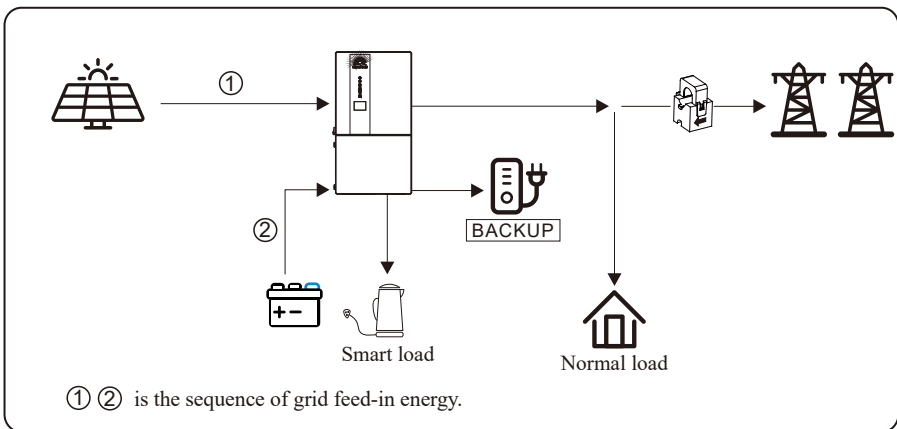 ①
②
BACKUP
Smart load
Normal load
① ② is the sequence of grid feed-in energy.